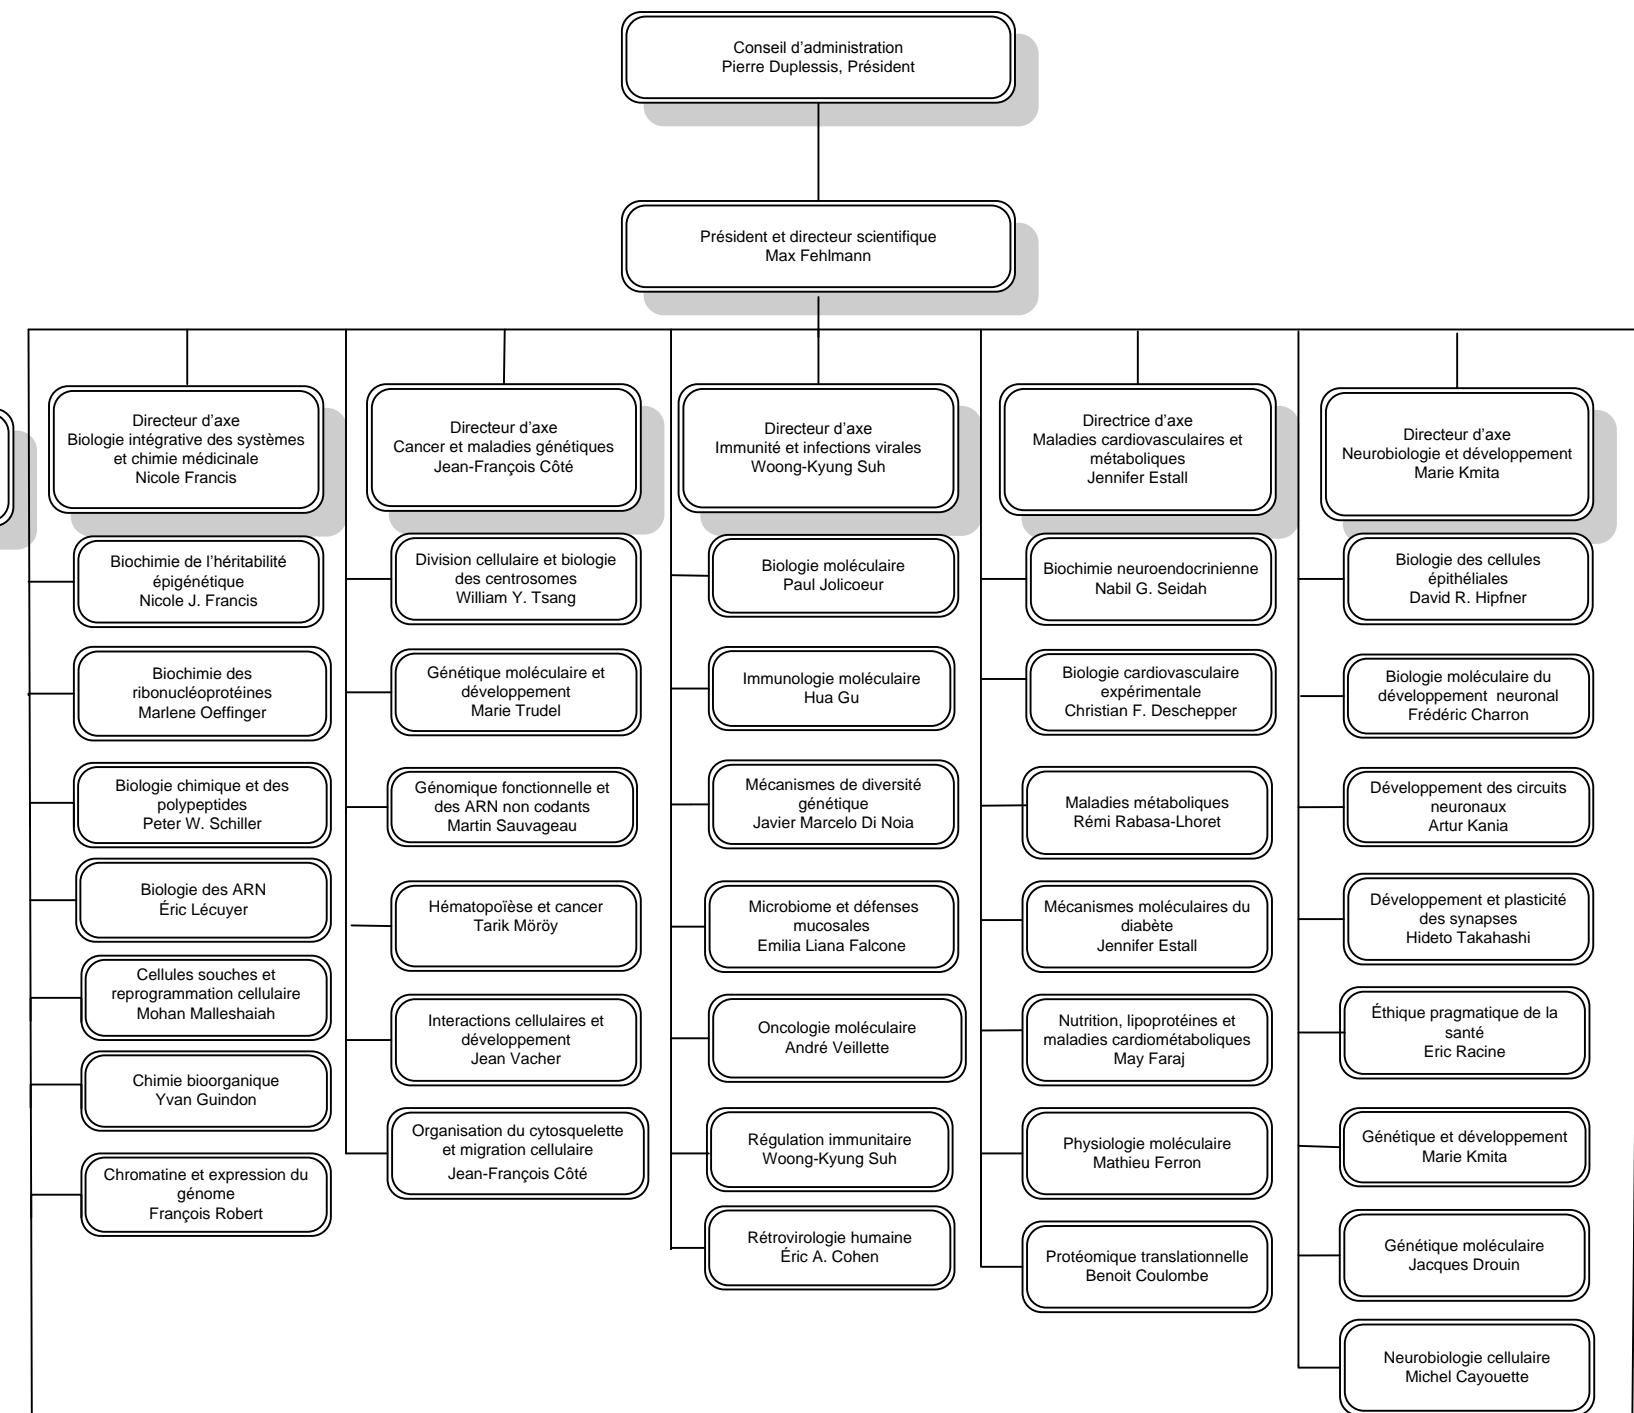 Conseil d’administration
Pierre Duplessis, Président
Président et directeur scientifique
Max Fehlmann
Directeur d’axe
Biologie intégrative des systèmes
et chimie médicinale
Nicole Francis
Biochimie de l’héritabilité
épigénétique
Nicole J. Francis
Biochimie des
ribonucléoprotéines
Marlene Oeffinger
Biologie chimique et des
polypeptides
Peter W. Schiller
Biologie des ARN
Éric Lécuyer
Cellules souches et
reprogrammation cellulaire
Mohan Malleshaiah
Chimie bioorganique
Yvan Guindon
Chromatine et expression du
génome
François Robert
Directeur d’axe
Cancer et maladies génétiques
Jean-François Côté
Division cellulaire et biologie
des centrosomes
William Y. Tsang
Génétique moléculaire et
développement
Marie Trudel
Génomique fonctionnelle et
des ARN non codants
Martin Sauvageau
Hématopoïèse et cancer
Tarik Möröy
Interactions cellulaires et
développement
Jean Vacher
Organisation du cytosquelette
et migration cellulaire
Jean-François Côté
Directeur d’axe
Immunité et infections virales
Woong-Kyung Suh
Biologie moléculaire
Paul Jolicoeur
Immunologie moléculaire
Hua Gu
Mécanismes de diversité
génétique
Javier Marcelo Di Noia
Microbiome et défenses
mucosales
Emilia Liana Falcone
Oncologie moléculaire
André Veillette
Régulation immunitaire
Woong-Kyung Suh
Rétrovirologie humaine
Éric A. Cohen
Directrice d’axe
Maladies cardiovasculaires et
métaboliques
Jennifer Estall
Biochimie neuroendocrinienne
Nabil G. Seidah
Biologie cardiovasculaire
expérimentale
Christian F. Deschepper
Maladies métaboliques
Rémi Rabasa-Lhoret
Mécanismes moléculaires du
diabète
Jennifer Estall
Nutrition, lipoprotéines et
maladies cardiométaboliques
May Faraj
Physiologie moléculaire
Mathieu Ferron
Protéomique translationnelle
Benoit Coulombe
Directeur d’axe
Neurobiologie et développement
Marie Kmita
Biologie des cellules
épithéliales
David R. Hipfner
Biologie moléculaire du
développement neuronal
Frédéric Charron
Développement des circuits
neuronaux
Artur Kania
Développement et plasticité
des synapses
Hideto Takahashi
Éthique pragmatique de la
santé
Eric Racine
Génétique et développement
Marie Kmita
Génétique moléculaire
Jacques Drouin
Neurobiologie cellulaire
Michel Cayouette